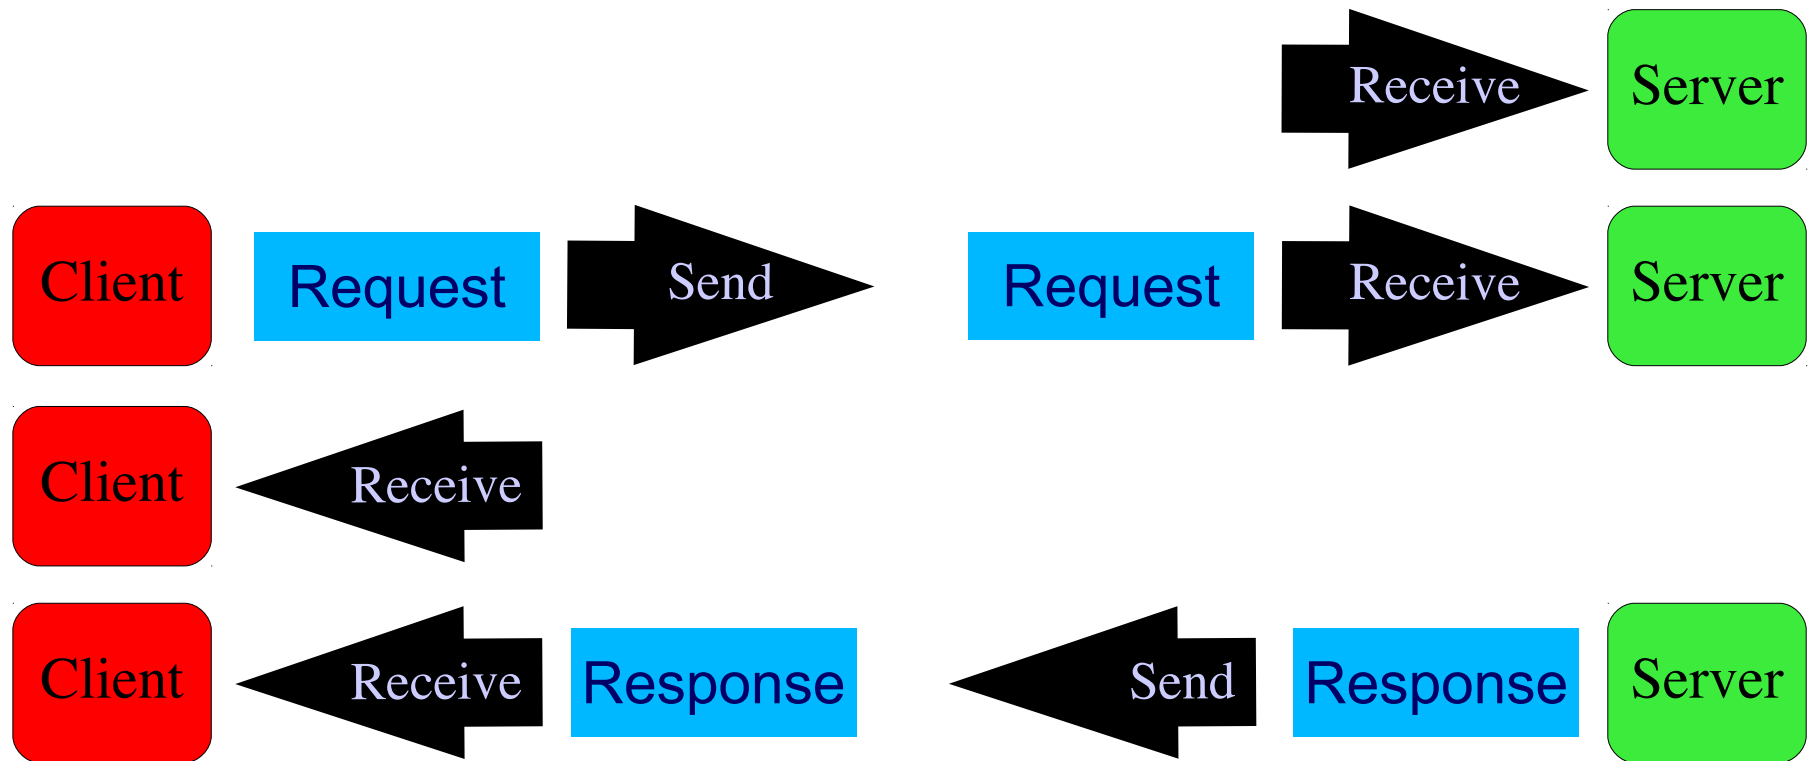 Receive Server
Client Request Send Request Receive Server
Client Receive
Client Receive Response Send Response Server